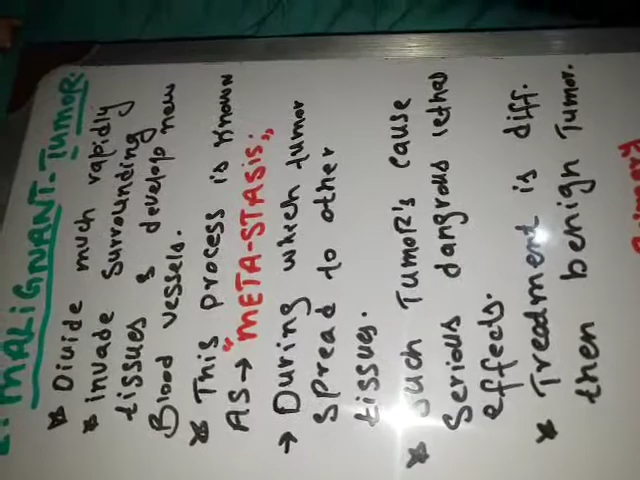 MALIGNANT-TUMOR.
* Divide much rapidly
* invade surrounding
tissues & develop new
Blood vessels.
* This process is known
AS→ "META-STASIS"
→ During which tumor
spread to other
tissues.
* Such TumoR's cause
Serious dangrous lethal
effects.
* Treatment is diff.
then benign Tumor.
Primary